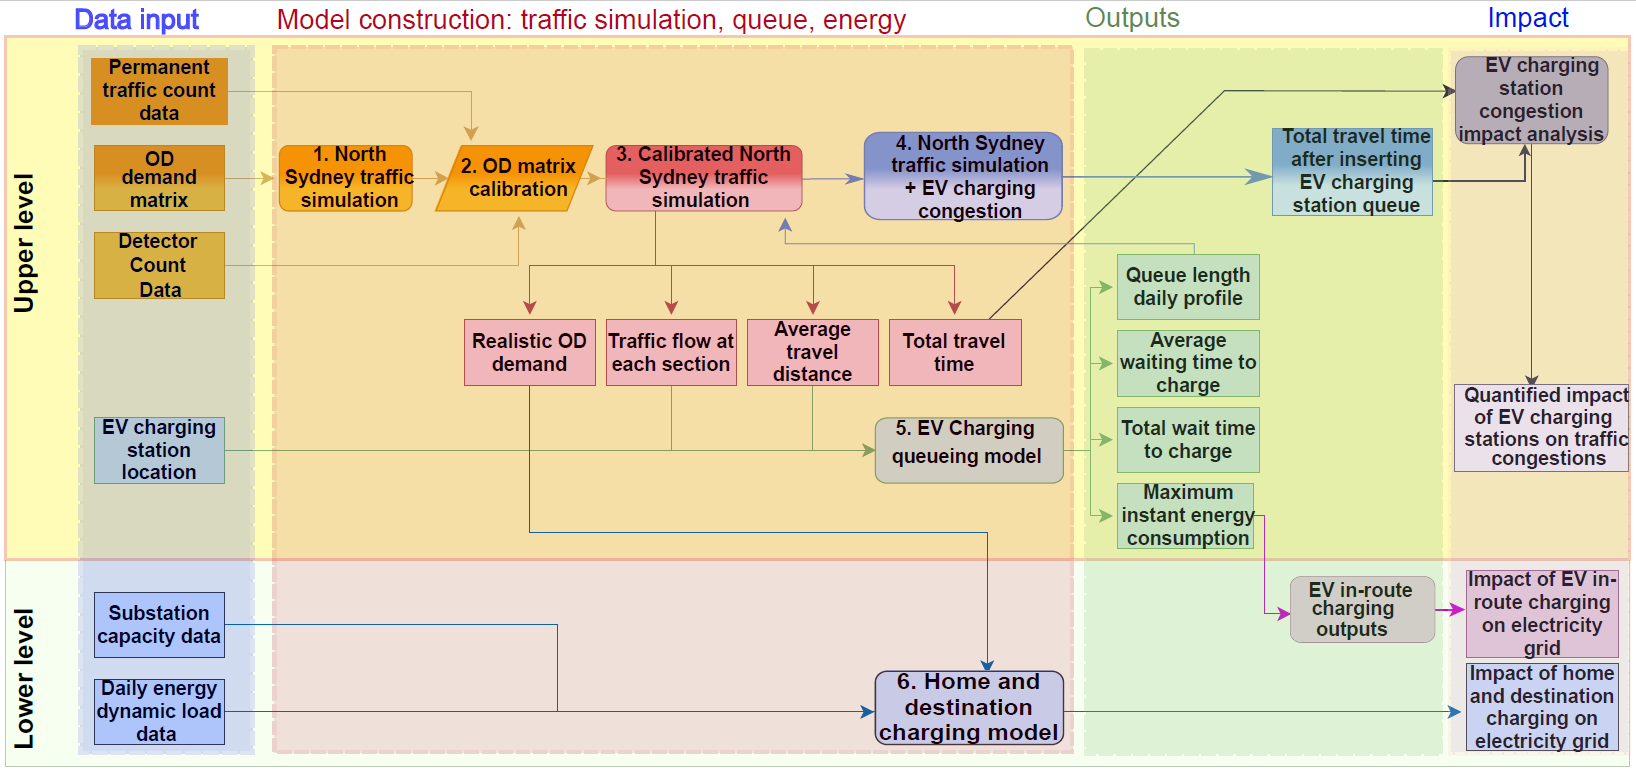 Data input
Model construction: traffic simulation, queue, energy
Outputs
Impact
Upper level
Permanent
traffic count
data
OD
demand
matrix
Detector
Count
Data
EV charging
station
location
1. North
Sydney traffic
simulation
2. OD matrix
calibration
3. Calibrated North
Sydney traffic
simulation
4. North Sydney
traffic simulation
+ EV charging
congestion
Realistic OD
demand
Traffic flow at
each section
Average
travel
distance
Total travel
time
5. EV Charging
queueing model
Total travel time
after inserting
EV charging
station queue
Queue length
daily profile
Average
waiting time to
charge
Total wait time
to charge
Maximum
instant energy
consumption
EV charging
station
congestion
impact analysis
Quantified impact
of EV charging
stations on traffic
congestions
Lower level
Substation
capacity data
Daily energy
dynamic load
data
6. Home and
destination
charging model
EV in-route
charging
outputs
Impact of EV in-
route charging
on electricity
grid
Impact of home
and destination
charging on
electricity grid